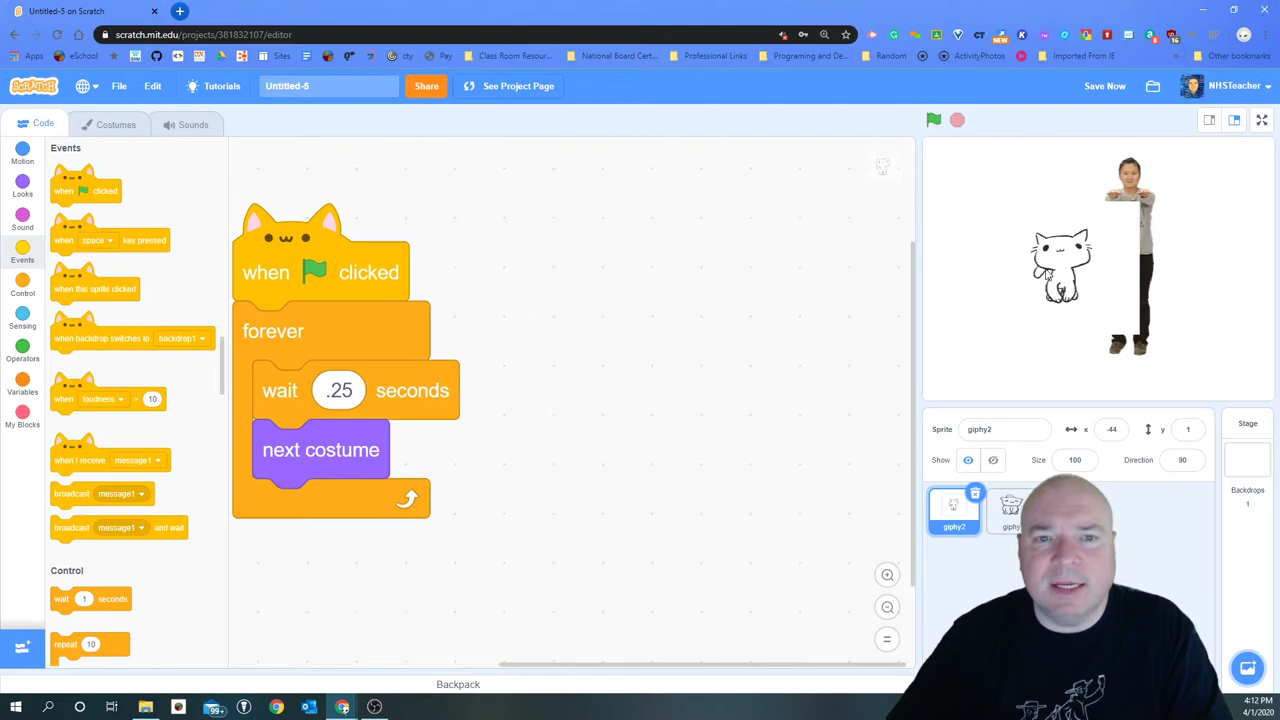 Untitled-5 on Scratch
scratch.mit.edu/projects/381832107/editor
Apps
eSchool
Sites
cty
Pay
Class Room Resour...
National Board Cert...
Professional Links
Programing and De...
Random
ActivityPhotos
Imported From IE
Other bookmarks
SCRATCH
File
Edit
Tutorials
Untitled-5
Share
See Project Page
Save Now
NHSTeacher
Code
Costumes
Sounds
Motion
Looks
Sound
Events
Control
Sensing
Operators
Variables
My Blocks
Events
when clicked
when space key pressed
when this sprite clicked
when backdrop switches to backdrop1
when loudness > 10
when I receive message1
broadcast message1
broadcast message1 and wait
Control
wait 1 seconds
repeat 10
when clicked
forever
wait .25 seconds
next costume
Sprite giphy2 x -44 y 1
Show Size 100 Direction 90
giphy2
giphy
Stage
Backdrops
1
Backpack
99+
4:12 PM
4/1/2020